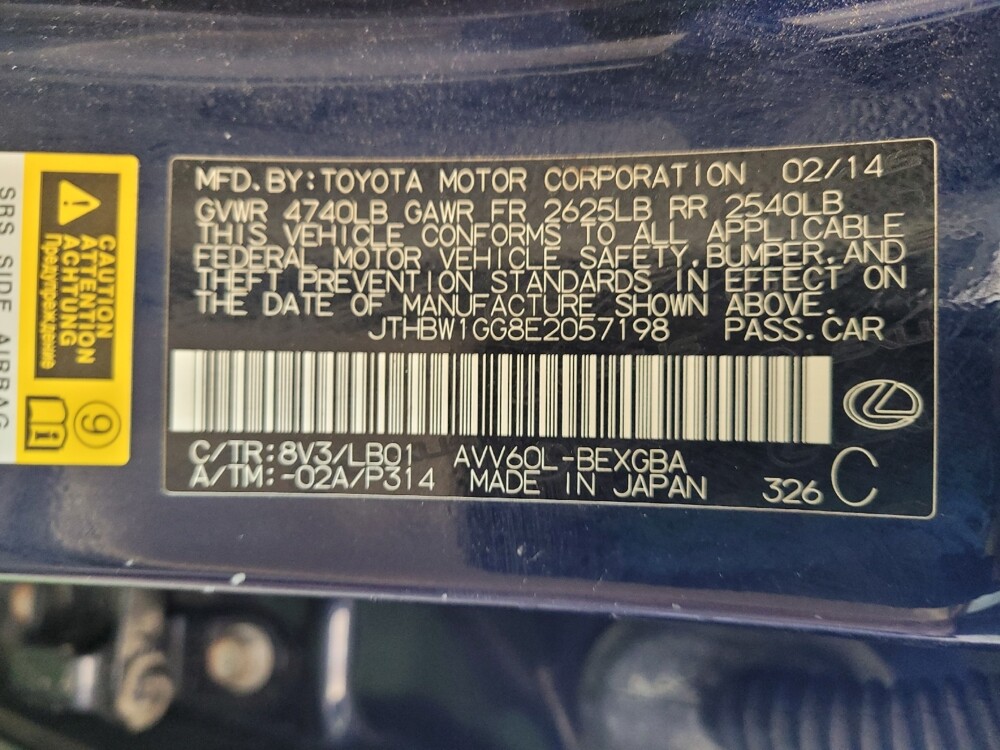 MFD.BY:TOYOTA MOTOR CORPORATION 02/14
GVWR 4740LB GAWR FR 2625LB RR 2540LB
THIS VEHICLE CONFORMS TO ALL APPLICABLE
FEDERAL MOTOR VEHICLE SAFETY,BUMPER,AND
THEFT PREVENTION STANDARDS IN EFFECT ON
THE DATE OF MANUFACTURE SHOWN ABOVE.
JTHBW1GG8E2057198 PASS.CAR
C/TR:8V3/LB01 AVV60L-BEXGBA
A/TM:-02A/P314 MADE IN JAPAN 326 C
CAUTION
ATTENTION
ACHTUNG
Предупреждение
9
SRS SIDE AIRBAG